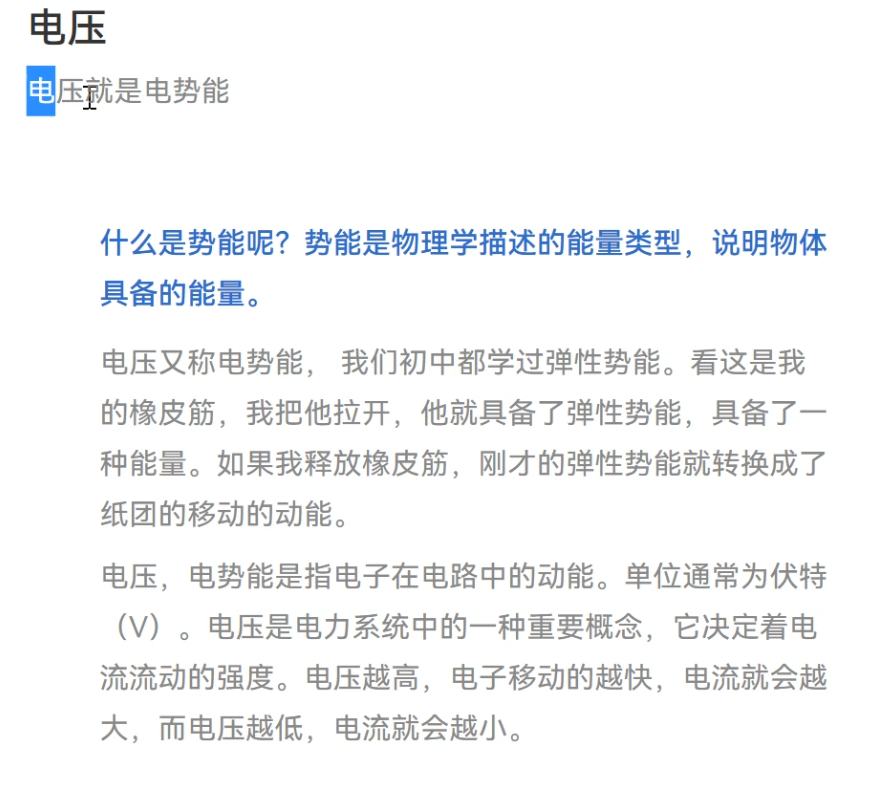 电压
电压就是电势能
什么是势能呢？势能是物理学描述的能量类型，说明物体
具备的能量。
电压又称电势能， 我们初中都学过弹性势能。看这是我
的橡皮筋，我把他拉开，他就具备了弹性势能，具备了一
种能量。如果我释放橡皮筋，刚才的弹性势能就转换成了
纸团的移动的动能。
电压，电势能是指电子在电路中的动能。单位通常为伏特
（V）。电压是电力系统中的一种重要概念，它决定着电
流流动的强度。电压越高，电子移动的越快，电流就会越
大，而电压越低，电流就会越小。